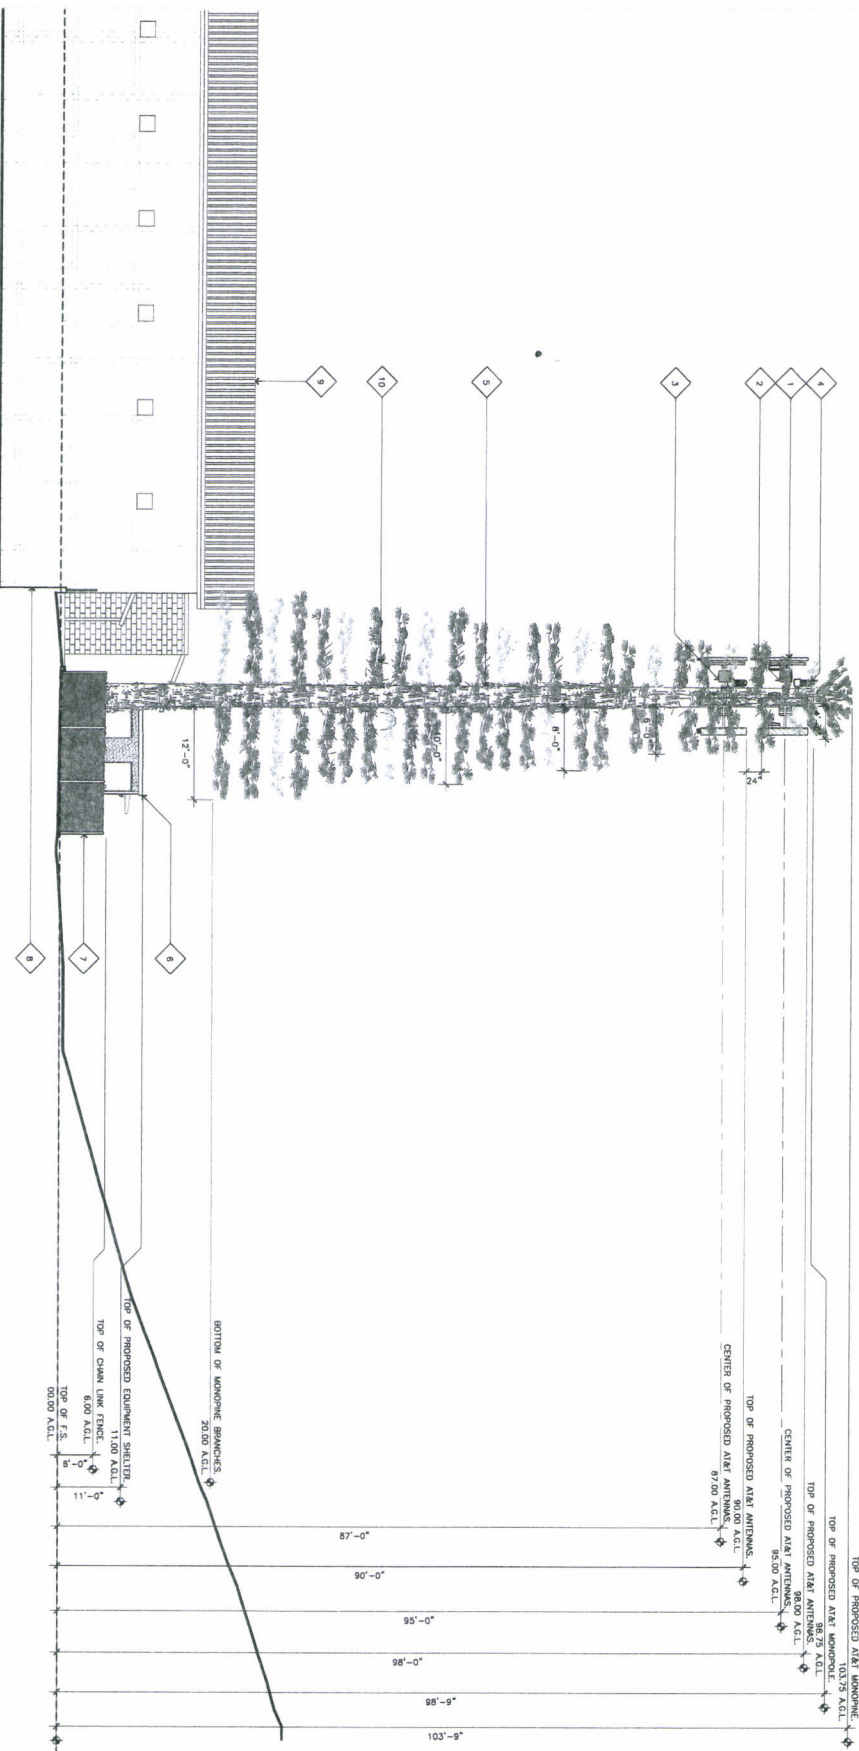 TOP OF PROPOSED AT&T MONOPINE.
103.75 A.G.L.
TOP OF PROPOSED AT&T MONOPOLE.
98.75 A.G.L.
TOP OF PROPOSED AT&T ANTENNAS.
98.00 A.G.L.
CENTER OF PROPOSED AT&T ANTENNAS.
95.00 A.G.L.
TOP OF PROPOSED AT&T ANTENNAS.
90.00 A.G.L.
CENTER OF PROPOSED AT&T ANTENNAS.
87.00 A.G.L.
BOTTOM OF MONOPINE BRANCHES.
20.00 A.G.L.
TOP OF PROPOSED EQUIPMENT SHELTER.
11.00 A.G.L.
TOP OF CHAIN LINK FENCE.
6.00 A.G.L.
TOP OF F.S.
00.00 A.G.L.
6'-0"
11'-0"
87'-0"
90'-0"
95'-0"
98'-0"
98'-9"
103'-9"
4
1
2
3
5
10
9
6
7
8
24"
6'-0"
8'-0"
10'-0"
12'-0"